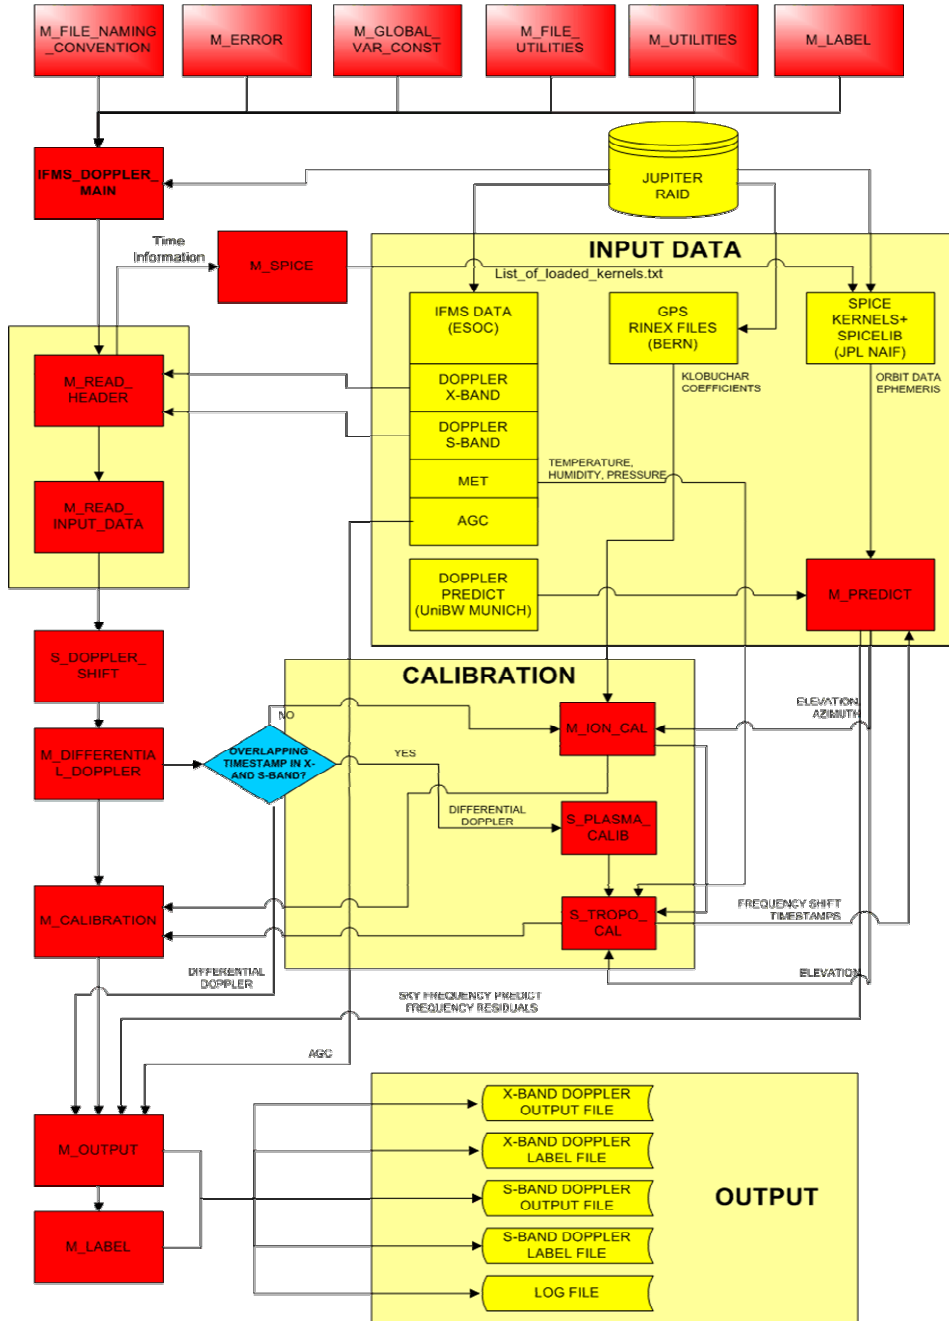 M_FILE_NAMING
_CONVENTION
M_ERROR
M_GLOBAL_
VAR_CONST
M_FILE_
UTILITIES
M_UTILITIES
M_LABEL
IFMS_DOPPLER_
MAIN
JUPITER
RAID
Time
Information
M_SPICE
INPUT DATA
List_of_loaded_kernels.txt
IFMS DATA
(ESOC)
GPS
RINEX FILES
(BERN)
SPICE
KERNELS+
SPICELIB
(JPL NAIF)
M_READ_
HEADER
DOPPLER
X-BAND
KLOBUCHAR
COEFFICIENTS
ORBIT DATA
EPHEMERIS
DOPPLER
S-BAND
MET
TEMPERATURE,
HUMIDITY, PRESSURE
M_READ_
INPUT_DATA
AGC
DOPPLER
PREDICT
(UniBW MUNICH)
M_PREDICT
S_DOPPLER_
SHIFT
CALIBRATION
NO
M_ION_CAL
ELEVATION,
AZIMUTH
M_DIFFERENTIA
L_DOPPLER
OVERLAPPING
TIMESTAMP IN X-
AND S-BAND?
YES
DIFFERENTIAL
DOPPLER
S_PLASMA_
CALIB
M_CALIBRATION
S_TROPO_
CAL
FREQUENCY SHIFT
TIMESTAMPS
DIFFERENTIAL
DOPPLER
ELEVATION
SKY FREQUENCY PREDICT
FREQUENCY RESIDUALS
AGC
M_OUTPUT
M_LABEL
X-BAND DOPPLER
OUTPUT FILE
X-BAND DOPPLER
LABEL FILE
S-BAND DOPPLER
OUTPUT FILE
OUTPUT
S-BAND DOPPLER
LABEL FILE
LOG FILE